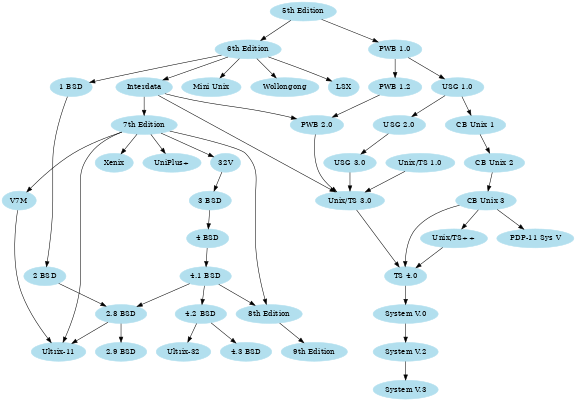 5th Edition
6th Edition
PWB 1.0
1 BSD
Interdata
Mini Unix
Wollongong
LSX
PWB 1.2
USG 1.0
7th Edition
PWB 2.0
USG 2.0
CB Unix 1
Xenix
UniPlus+
32V
USG 3.0
Unix/TS 1.0
CB Unix 2
V7M
3 BSD
Unix/TS 3.0
CB Unix 3
4 BSD
Unix/TS++
PDP-11 Sys V
2 BSD
4.1 BSD
TS 4.0
2.8 BSD
4.2 BSD
8th Edition
System V.0
Ultrix-11
2.9 BSD
Ultrix-32
4.3 BSD
9th Edition
System V.2
System V.3